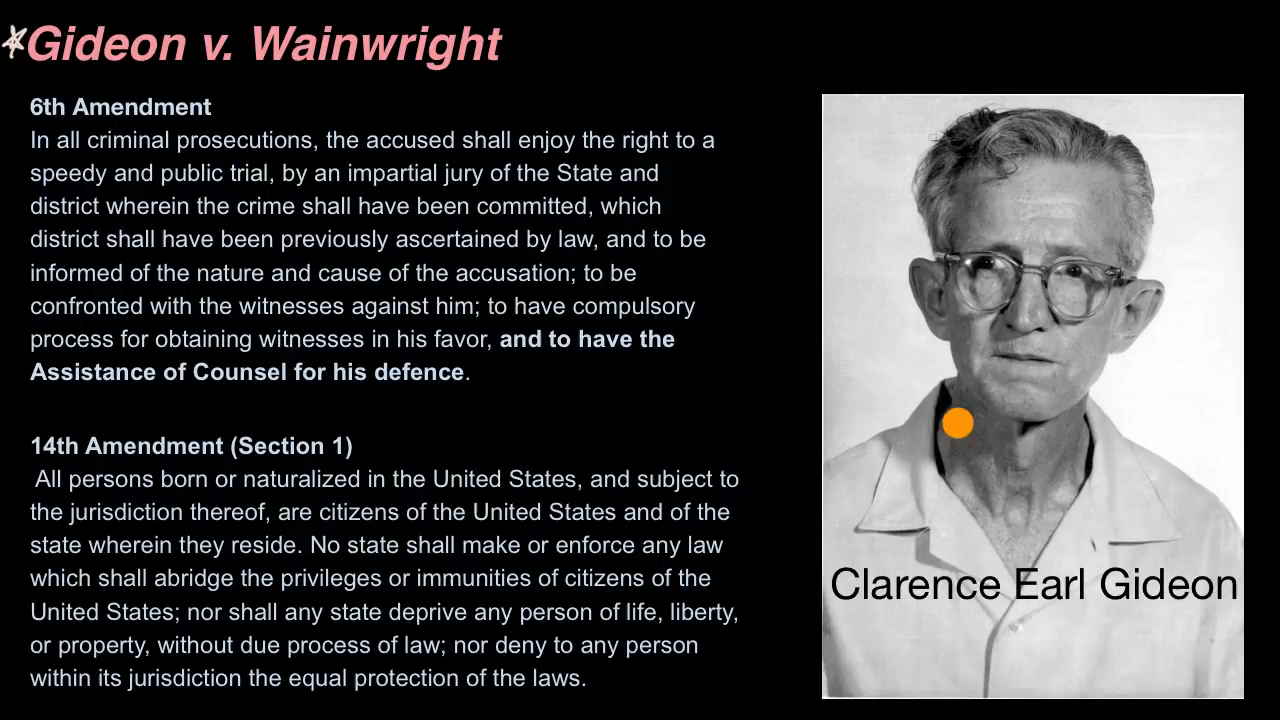 Gideon v. Wainwright
6th Amendment
In all criminal prosecutions, the accused shall enjoy the right to a
speedy and public trial, by an impartial jury of the State and
district wherein the crime shall have been committed, which
district shall have been previously ascertained by law, and to be
informed of the nature and cause of the accusation; to be
confronted with the witnesses against him; to have compulsory
process for obtaining witnesses in his favor, and to have the
Assistance of Counsel for his defence.
14th Amendment (Section 1)
All persons born or naturalized in the United States, and subject to
the jurisdiction thereof, are citizens of the United States and of the
state wherein they reside. No state shall make or enforce any law
which shall abridge the privileges or immunities of citizens of the
United States; nor shall any state deprive any person of life, liberty,
or property, without due process of law; nor deny to any person
within its jurisdiction the equal protection of the laws.
Clarence Earl Gideon